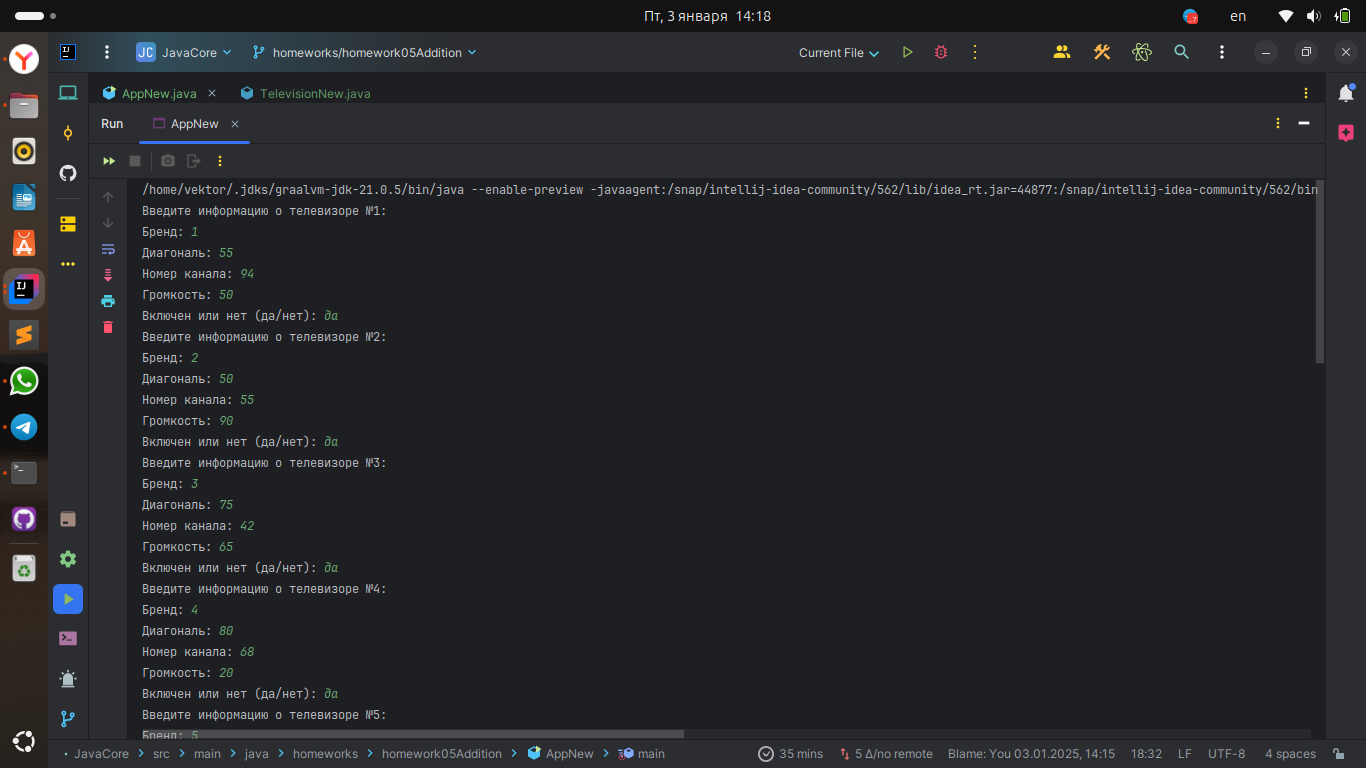 Пт, 3 января 14:18
en
JC JavaCore
homeworks/homework05Addition
Current File
AppNew.java
TelevisionNew.java
Run
AppNew
/home/vektor/.jdks/graalvm-jdk-21.0.5/bin/java --enable-preview -javaagent:/snap/intellij-idea-community/562/lib/idea_rt.jar=44877:/snap/intellij-idea-community/562/bin
Введите информацию о телевизоре №1:
Бренд: 1
Диагональ: 55
Номер канала: 94
Громкость: 50
Включен или нет (да/нет): да
Введите информацию о телевизоре №2:
Бренд: 2
Диагональ: 50
Номер канала: 55
Громкость: 90
Включен или нет (да/нет): да
Введите информацию о телевизоре №3:
Бренд: 3
Диагональ: 75
Номер канала: 42
Громкость: 65
Включен или нет (да/нет): да
Введите информацию о телевизоре №4:
Бренд: 4
Диагональ: 80
Номер канала: 68
Громкость: 20
Включен или нет (да/нет): да
Введите информацию о телевизоре №5:
Бренд: 5
JavaCore > src > main > java > homeworks > homework05Addition > AppNew > main
35 mins
5 Δ/no remote
Blame: You 03.01.2025, 14:15
18:32
LF
UTF-8
4 spaces